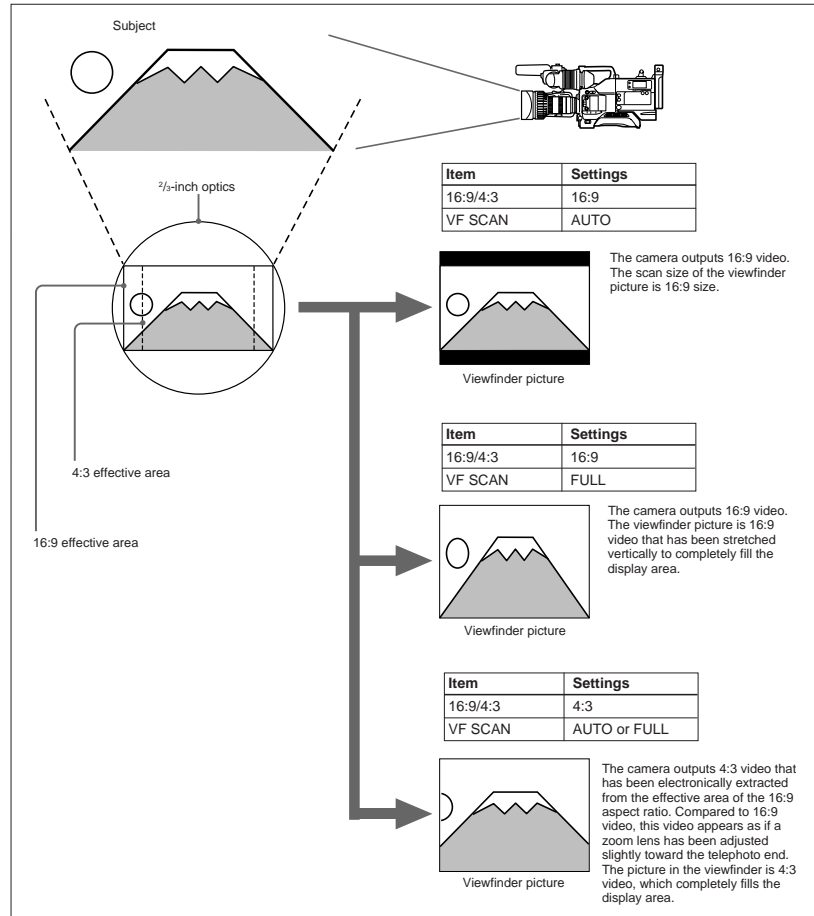 Subject
2/3-inch optics
4:3 effective area
16:9 effective area
Item Settings
16:9/4:3 16:9
VF SCAN AUTO
The camera outputs 16:9 video.
The scan size of the viewfinder
picture is 16:9 size.
Viewfinder picture
Item Settings
16:9/4:3 16:9
VF SCAN FULL
The camera outputs 16:9 video.
The viewfinder picture is 16:9
video that has been stretched
vertically to completely fill the
display area.
Viewfinder picture
Item Settings
16:9/4:3 4:3
VF SCAN AUTO or FULL
The camera outputs 4:3 video that
has been electronically extracted
from the effective area of the 16:9
aspect ratio. Compared to 16:9
video, this video appears as if a
zoom lens has been adjusted
slightly toward the telephoto end.
The picture in the viewfinder is 4:3
video, which completely fills the
display area.
Viewfinder picture